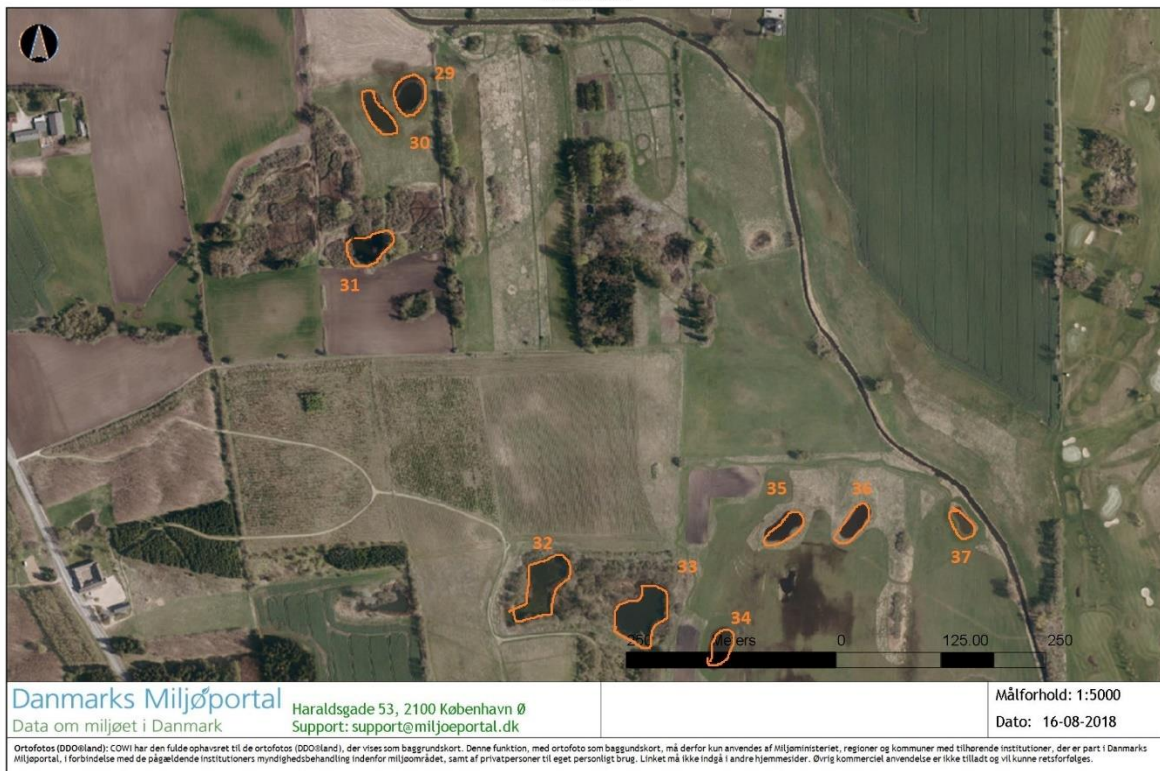 29
30
31
32
33
34
35
36
37
250 Meters 0 125.00 250
Danmarks Miljøportal
Data om miljøet i Danmark
Haraldsgade 53, 2100 København Ø
Support: support@miljoeportal.dk
Målforhold: 1:5000
Dato: 16-08-2018
Ortofotos (DDO®land): COWI har den fulde ophavsret til de ortofotos (DDO®land), der vises som baggrundskort. Denne funktion, med ortofoto som baggundskort, må derfor kun anvendes af Miljøministeriet, regioner og kommuner med tilhørende institutioner, der er part i Danmarks
Miljøportal, i forbindelse med de pågældende institutioners myndighedsbehandling indenfor miljøområdet, samt af privatpersoner til eget personligt brug. Linket må ikke indgå i andre hjemmesider. Øvrig kommerciel anvendelse er ikke tilladt og vil kunne retsforfølges.